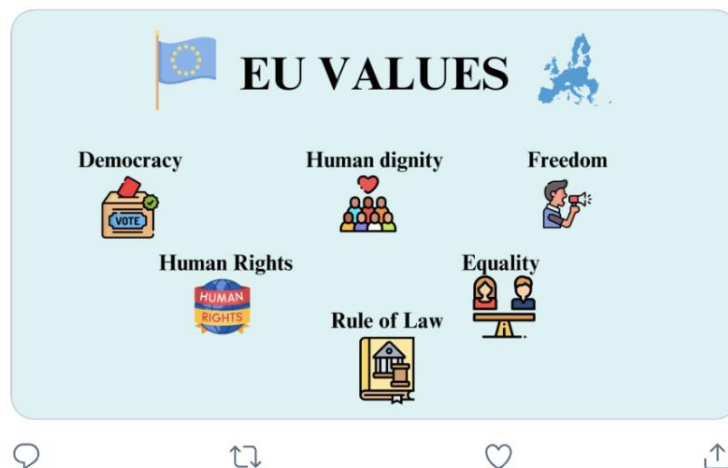 EU VALUES
Democracy
Human dignity
Freedom
VOTE
Human Rights
Equality
HUMAN
RIGHTS
Rule of Law